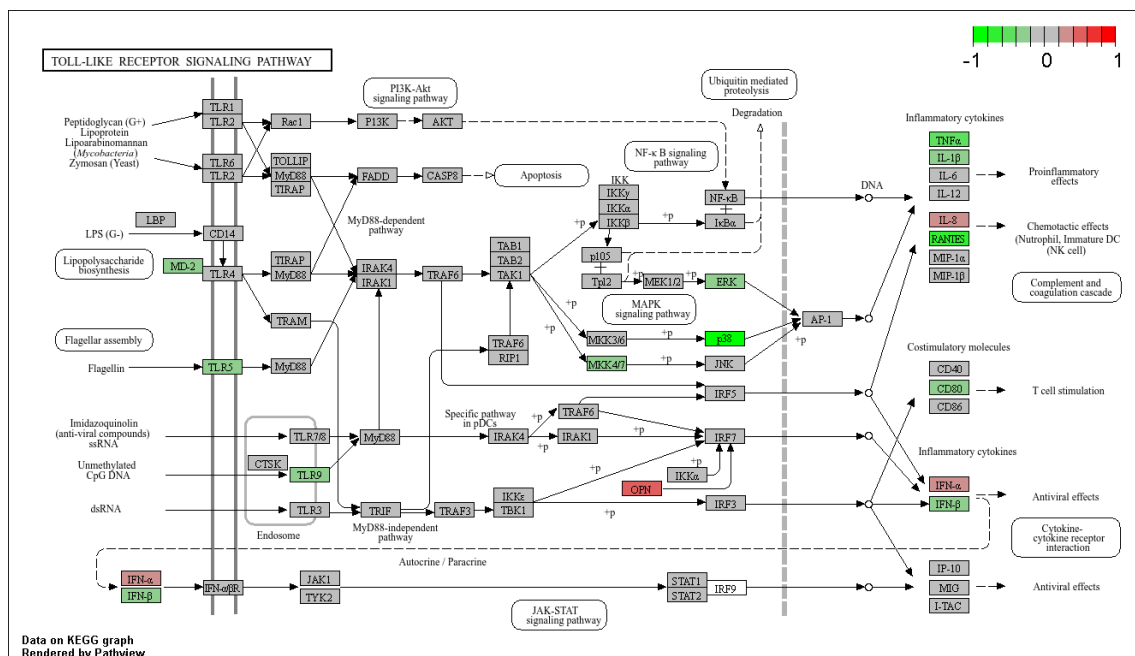 TOLL-LIKE RECEPTOR SIGNALING PATHWAY
-1 0 1
PI3K-Akt
signaling pathway
Ubiquitin mediated
proteolysis
Degradation
TLR1
TLR2
Rac1
P13K
AKT
Peptidoglycan (G+)
Lipoprotein
Lipoarabinomannan
(Mycobacteria)
Zymosan (Yeast)
TLR6
TLR2
TOLLIP
MyD88
TIRAP
FADD
CASP8
Apoptosis
NF-κ B signaling
pathway
IKK
IKKγ
IKKα
IKKβ
+p
+p
NF-κB
IκBα
DNA
Inflammatory cytokines
TNFα
IL-1β
IL-6
IL-12
Proinflammatory
effects
LBP
LPS (G-)
CD14
MyD88-dependent
pathway
IL-8
RANTES
MIP-1α
MIP-1β
Chemotactic effects
(Nutrophil, Immature DC
(NK cell)
Lipopolysaccharide
biosynthesis
MD-2
TLR4
TIRAP
MyD88
IRAK4
IRAK1
TRAF6
TAB1
TAB2
TAK1
p105
Tpl2
+p
MEK1/2
+p
ERK
Complement and
coagulation cascade
TRAM
MAPK
signaling pathway
AP-1
+p
+p
MKK3/6
+p
p38
+p
Flagellar assembly
TRAF6
RIP1
MKK4/7
+p
JNK
Flagellin
TLR5
MyD88
Costimulatory molecules
CD40
CD80
CD86
T cell stimulation
IRF5
Specific pathway
in pDCs
+p
TRAF6
Imidazoquinolin
(anti-viral compounds)
ssRNA
TLR7/8
MyD88
IRAK4
+p
IRAK1
+p
IRF7
Unmethylated
CpG DNA
CTSK
TLR9
+p
IKKα
+p
OPN
Inflammatory cytokines
IFN-α
IFN-β
Antiviral effects
dsRNA
TLR3
TRIF
TRAF3
IKKε
TBK1
+p
IRF3
Endosome
MyD88-independent
pathway
Cytokine-
cytokine receptor
interaction
Autocrine / Paracrine
IFN-α
IFN-β
IFN-α/βR
JAK1
TYK2
STAT1
STAT2
IRF9
IP-10
MIG
I-TAC
Antiviral effects
JAK-STAT
signaling pathway
Data on KEGG graph
Rendered by Pathview